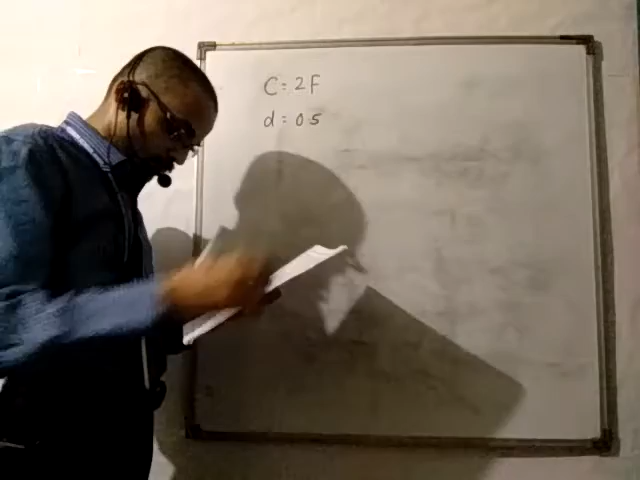 C = 2F
d = 0.5